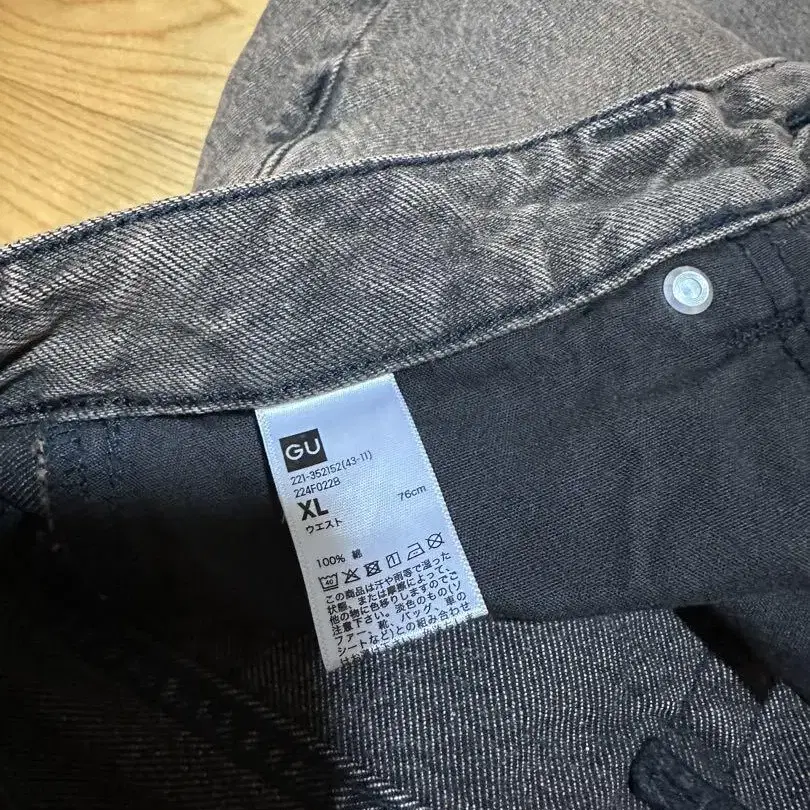 GU
221-352152(43-11)
224F022B
XL
ウエスト 76cm
100% 綿
40
この商品は汗や雨等で湿った
状態、または摩擦によって、
他の物に色移りしますのでご
注意下さい。淡色のもの(ソ
ファー、靴、バッグ、車の
シートなど)との組み合わせ
はお